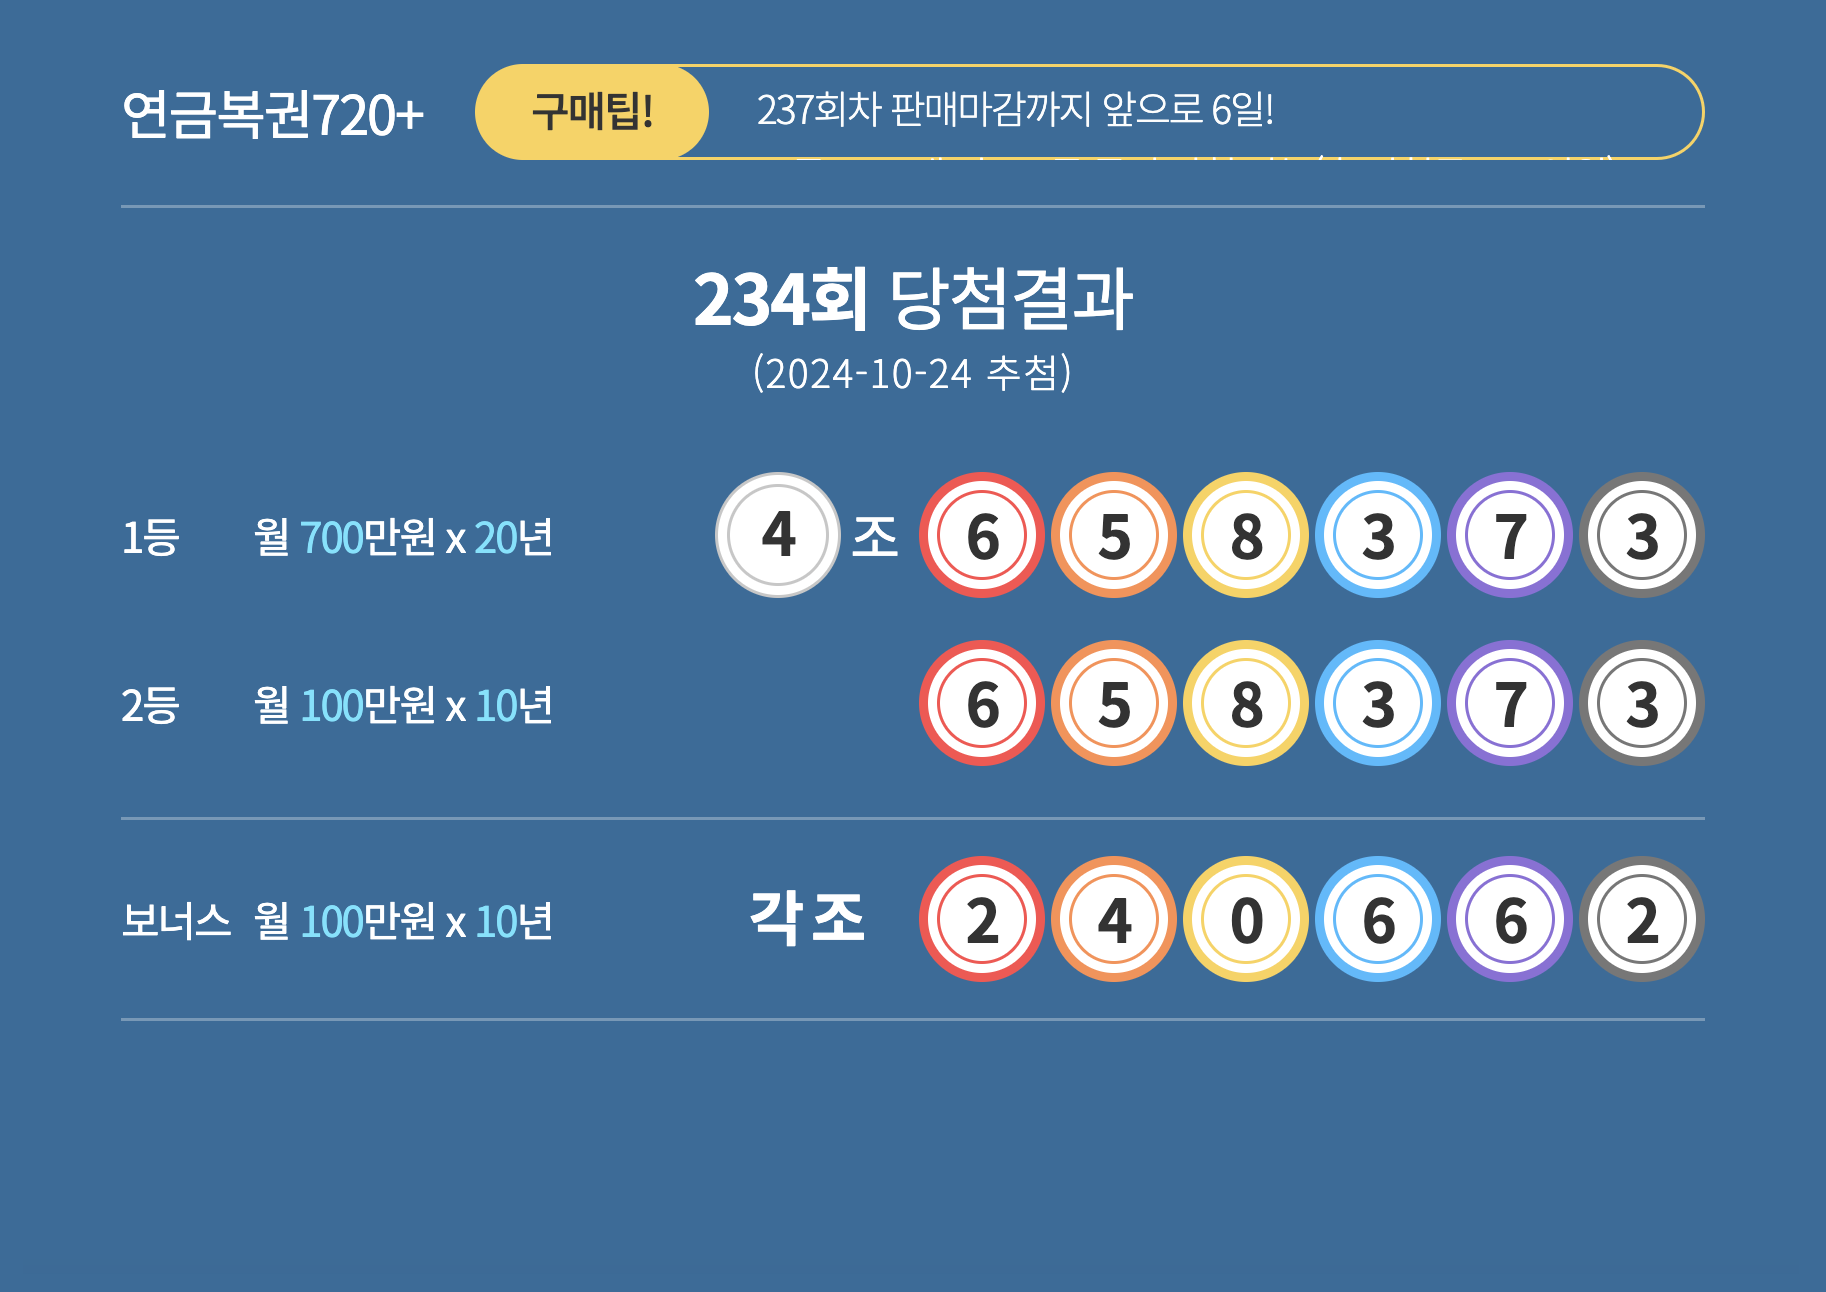 연금복권720+
구매팁!
237회차 판매마감까지 앞으로 6일!
234회 당첨결과
(2024-10-24 추첨)
1등 월 700만원 x 20년 4 조 6 5 8 3 7 3
2등 월 100만원 x 10년 6 5 8 3 7 3
보너스 월 100만원 x 10년 각조 2 4 0 6 6 2